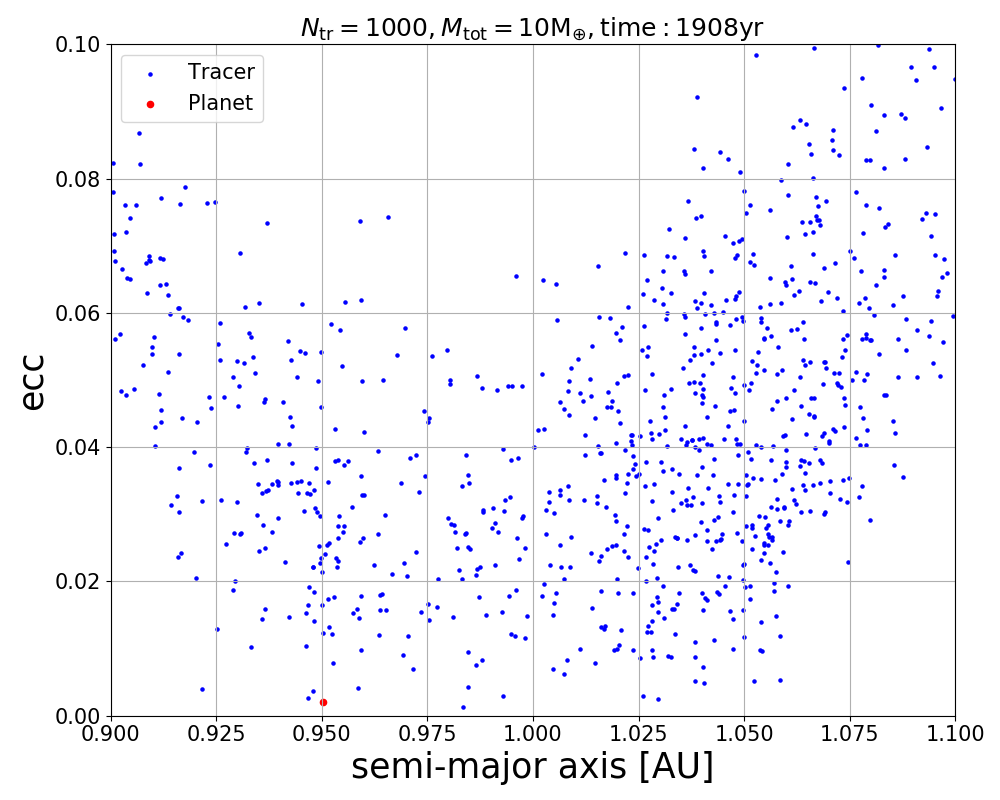 N_tr = 1000, M_tot = 10M_⊕, time : 1908yr
Tracer
Planet
ecc
0.10
0.08
0.06
0.04
0.02
0.00
0.900 0.925 0.950 0.975 1.000 1.025 1.050 1.075 1.100
semi-major axis [AU]